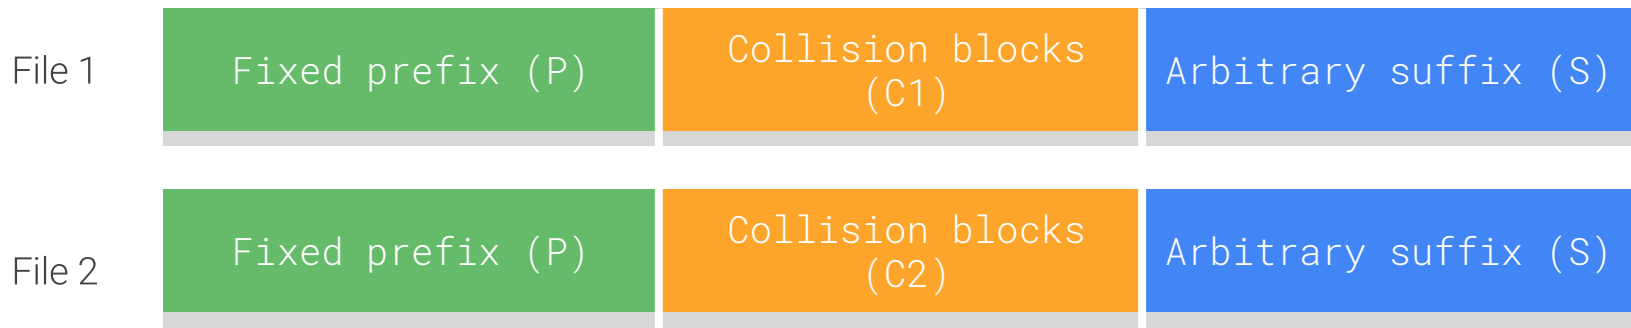 File 1
Fixed prefix (P)
Collision blocks
(C1)
Arbitrary suffix (S)
File 2
Fixed prefix (P)
Collision blocks
(C2)
Arbitrary suffix (S)